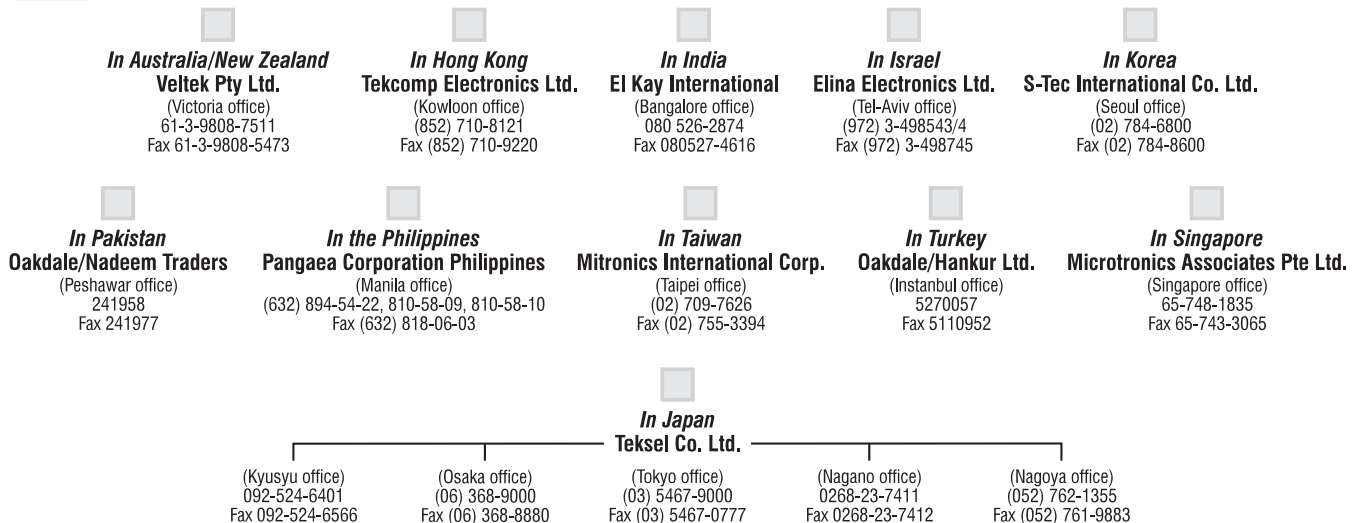 In Australia/New Zealand
Veltek Pty Ltd.
(Victoria office)
61-3-9808-7511
Fax 61-3-9808-5473
In Hong Kong
Tekcomp Electronics Ltd.
(Kowloon office)
(852) 710-8121
Fax (852) 710-9220
In India
El Kay International
(Bangalore office)
080 526-2874
Fax 080527-4616
In Israel
Elina Electronics Ltd.
(Tel-Aviv office)
(972) 3-498543/4
Fax (972) 3-498745
In Korea
S-Tec International Co. Ltd.
(Seoul office)
(02) 784-6800
Fax (02) 784-8600
In Pakistan
Oakdale/Nadeem Traders
(Peshawar office)
241958
Fax 241977
In the Philippines
Pangaea Corporation Philippines
(Manila office)
(632) 894-54-22, 810-58-09, 810-58-10
Fax (632) 818-06-03
In Taiwan
Mitronics International Corp.
(Taipei office)
(02) 709-7626
Fax (02) 755-3394
In Turkey
Oakdale/Hankur Ltd.
(Instanbul office)
5270057
Fax 5110952
In Singapore
Microtronics Associates Pte Ltd.
(Singapore office)
65-748-1835
Fax 65-743-3065
In Japan
Teksel Co. Ltd.
(Kyusyu office)
092-524-6401
Fax 092-524-6566
(Osaka office)
(06) 368-9000
Fax (06) 368-8880
(Tokyo office)
(03) 5467-9000
Fax (03) 5467-0777
(Nagano office)
0268-23-7411
Fax 0268-23-7412
(Nagoya office)
(052) 762-1355
Fax (052) 761-9883